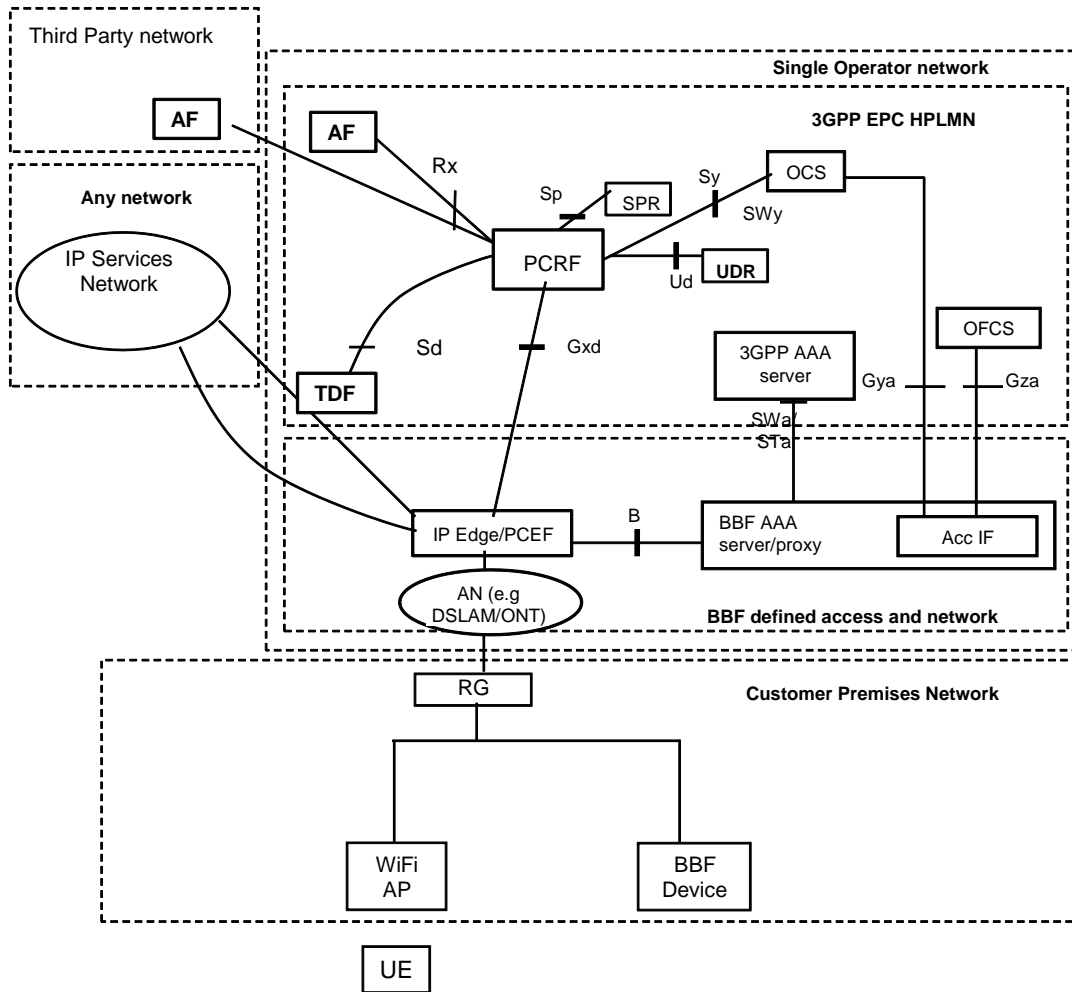 Third Party network
Single Operator network
AF
AF
3GPP EPC HPLMN
Rx
Any network
Sp
SPR
Sy
OCS
SWy
IP Services
Network
PCRF
Ud
UDR
Sd
Gxd
OFCS
3GPP AAA
server
Gya
Gza
TDF
SWa/
STa
B
IP Edge/PCEF
BBF AAA
server/proxy
Acc IF
AN (e.g
DSLAM/ONT)
BBF defined access and network
RG
Customer Premises Network
WiFi
AP
BBF
Device
UE